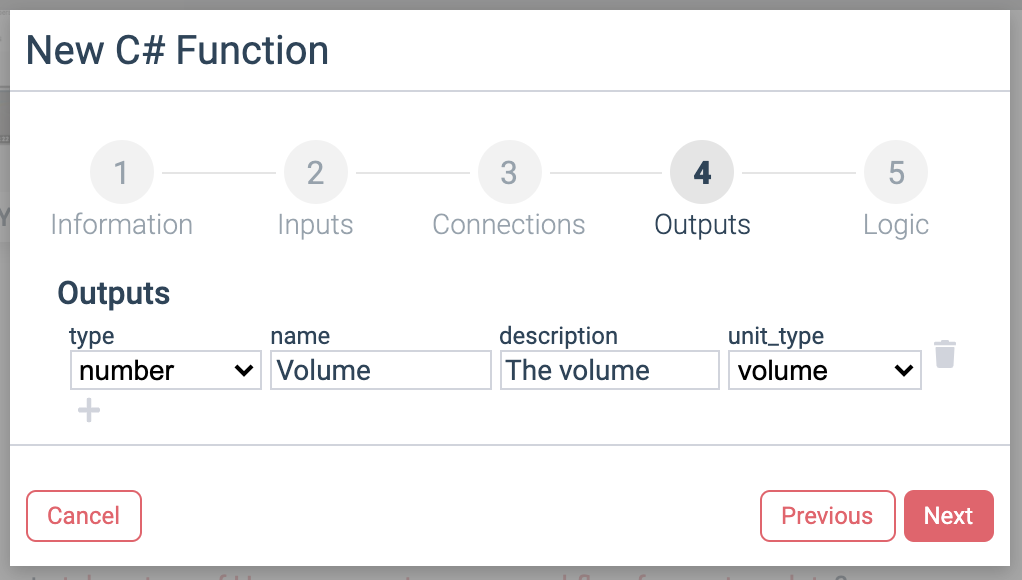 New C# Function
1 2 3 4 5
Information Inputs Connections Outputs Logic
Outputs
type name description unit_type
number Volume The volume volume
Cancel Previous Next